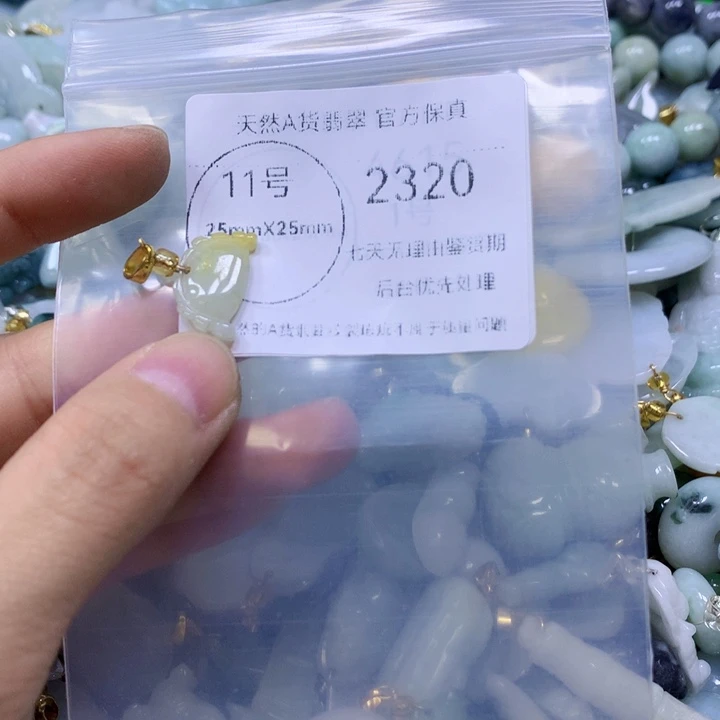 天然A货翡翠 官方保真
11号
2320
25mmX25mm
七天无理由鉴赏期
后台优先处理